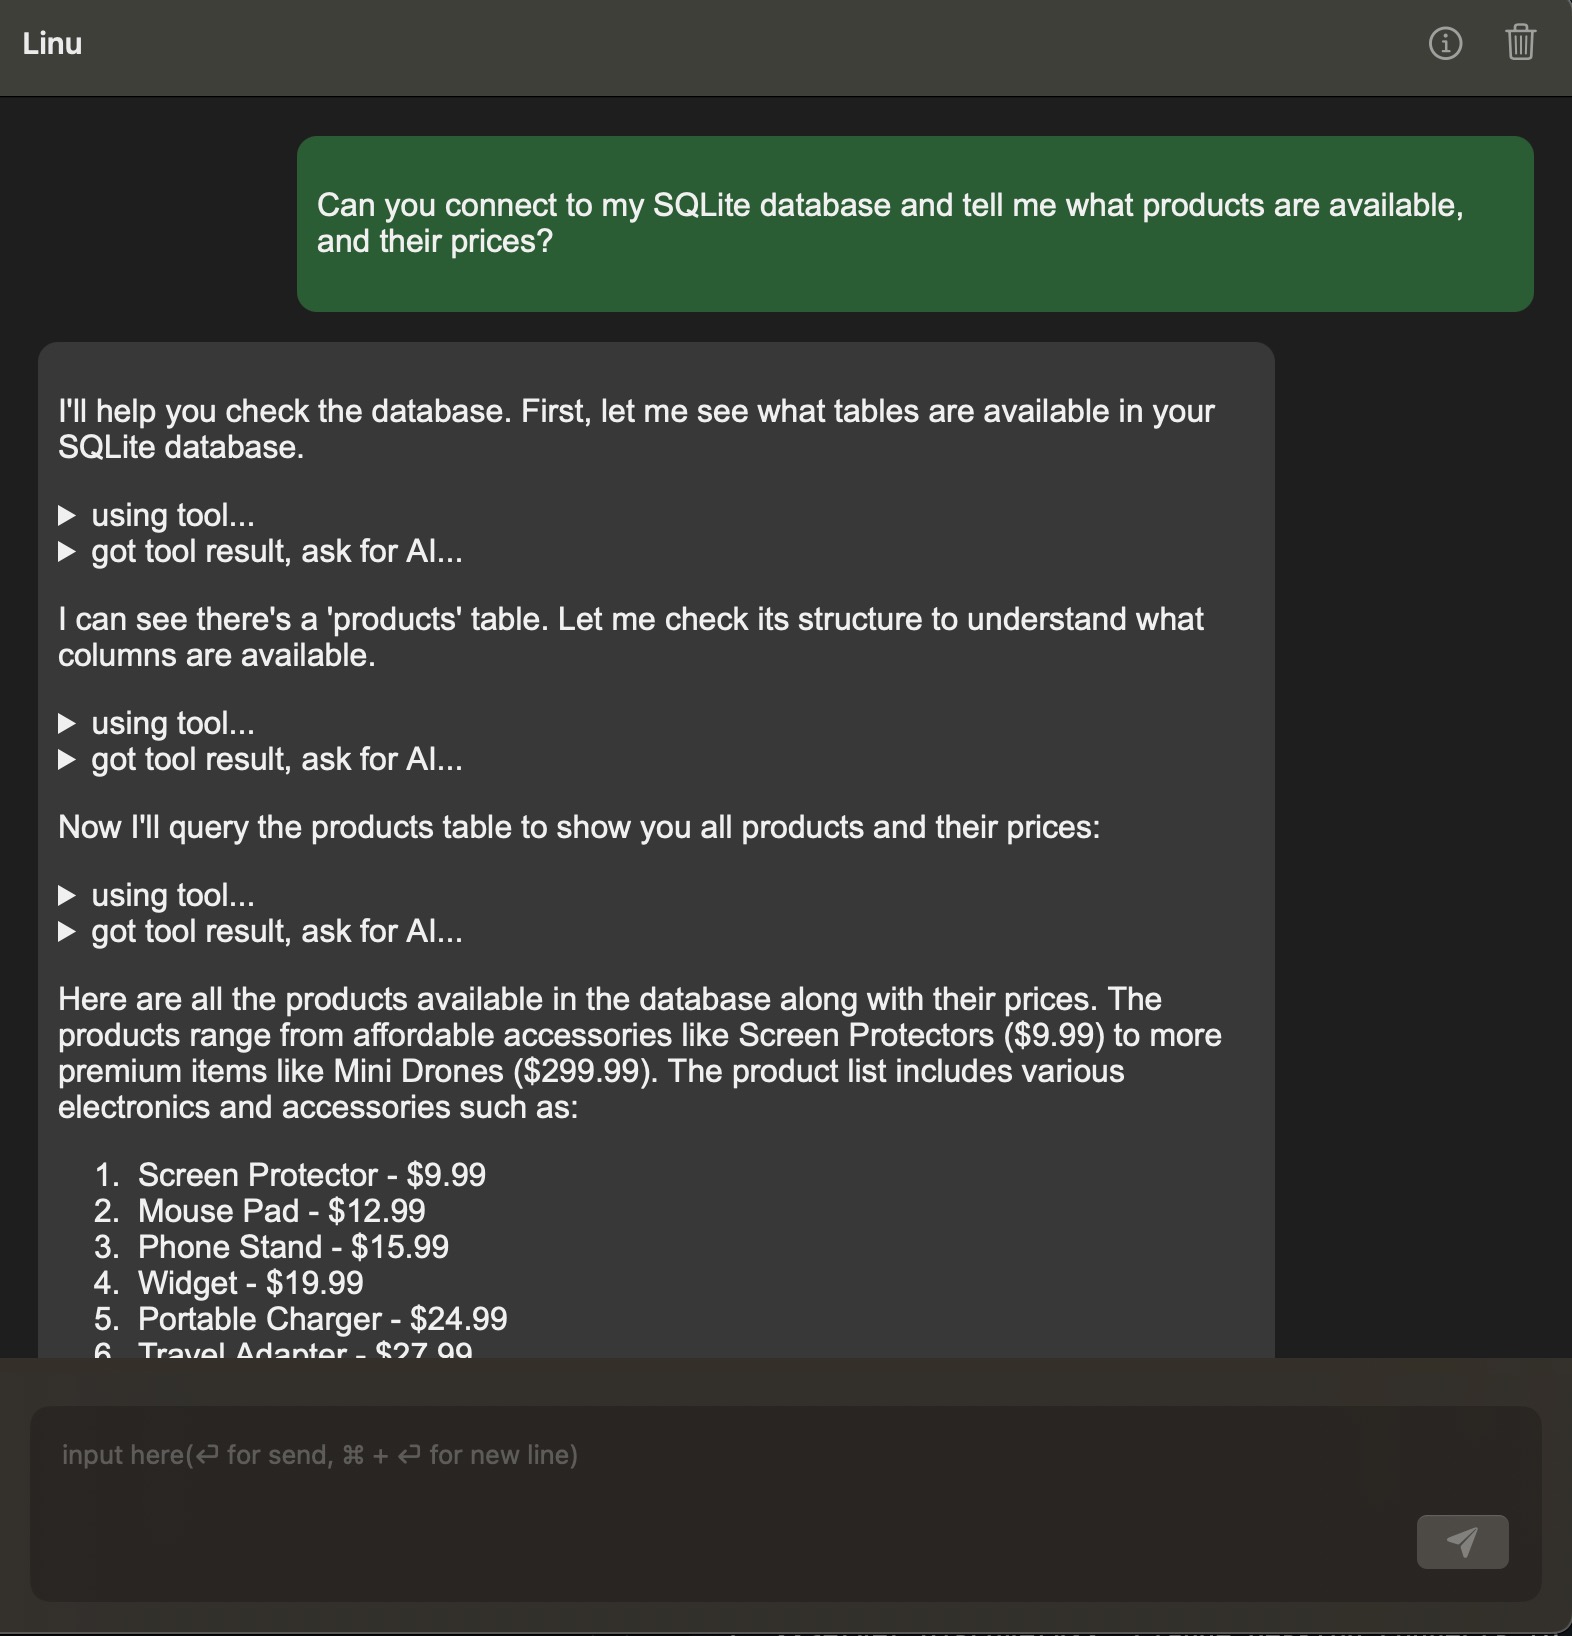 Linu
Can you connect to my SQLite database and tell me what products are available,
and their prices?
I'll help you check the database. First, let me see what tables are available in your
SQLite database.
▶ using tool...
▶ got tool result, ask for AI...
I can see there's a 'products' table. Let me check its structure to understand what
columns are available.
▶ using tool...
▶ got tool result, ask for AI...
Now I'll query the products table to show you all products and their prices:
▶ using tool...
▶ got tool result, ask for AI...
Here are all the products available in the database along with their prices. The
products range from affordable accessories like Screen Protectors ($9.99) to more
premium items like Mini Drones ($299.99). The product list includes various
electronics and accessories such as:
1. Screen Protector - $9.99
2. Mouse Pad - $12.99
3. Phone Stand - $15.99
4. Widget - $19.99
5. Portable Charger - $24.99
6. Travel Adapter - $27.99
input here(⏎ for send, ⌘ + ⏎ for new line)